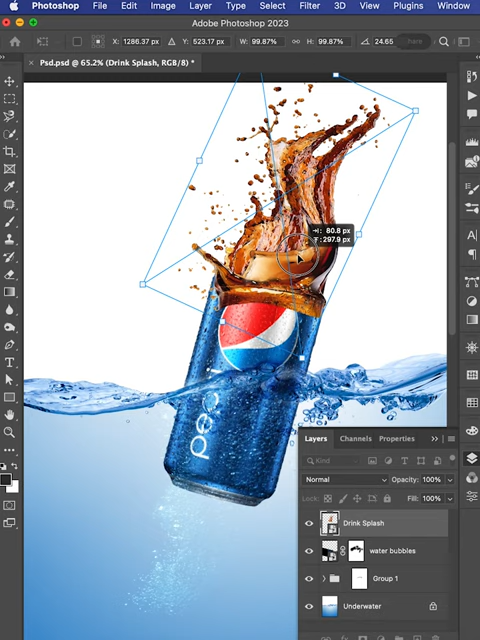 Photoshop File Edit Image Layer Select Filter 3D View Plugins Window
Adobe Photoshop 2023
X: 1286.37 px Y: 523.17 px W: 99.87% H: 99.87% 24.65
Psd.psd @ 65.2% (Drink Splash, RGB/8) *
H: 80.8 px
297.9 px
pepsi
Layers Channels Properties
Kind
Normal Opacity: 100%
Lock: Fill: 100%
Drink Splash
water bubbles
Group 1
Underwater